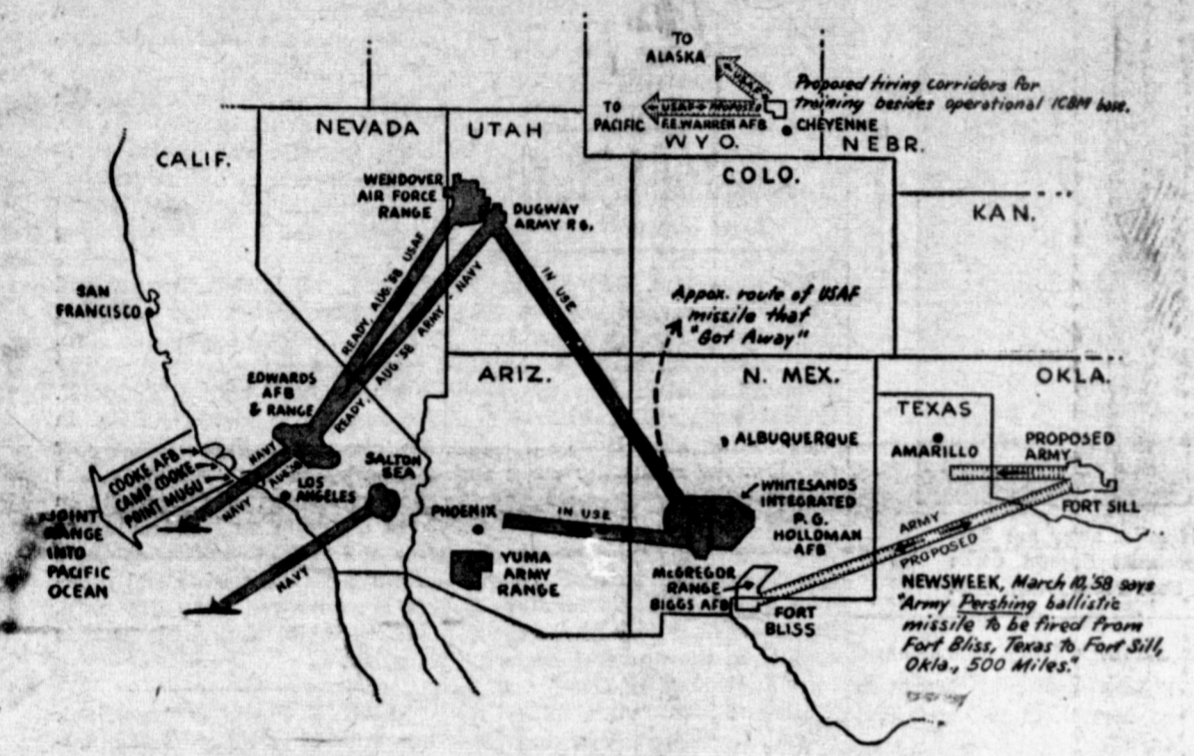 TO
ALASKA
USAF
Proposed firing corridors for
training besides operational ICBM base.
TO
PACIFIC
USAF PROPOSED
F.E. WARREN AFB
CHEYENNE
WYO.
NEBR.
NEVADA
UTAH
CALIF.
COLO.
KAN.
WENDOVER
AIR FORCE
RANGE
DUGWAY
ARMY RG.
READY, AUG. '58 USAF
READY, AUG '58 ARMY - NAVY
IN USE
SAN
FRANCISCO
Appox. route of USAF
missile that
"Got Away"
EDWARDS
AFB
& RANGE
ARIZ.
N. MEX.
OKLA.
TEXAS
ALBUQUERQUE
AMARILLO
PROPOSED
ARMY
FORT SILL
COOKE AFB
CAMP COOKE
POINT MUGU
NAVY
AUG '58
NAVY
LOS
ANGELES
SALTON
SEA
NAVY
JOINT
RANGE
INTO
PACIFIC
OCEAN
PHOENIX
IN USE
YUMA
ARMY
RANGE
WHITESANDS
INTEGRATED
P. G.
HOLLOMAN
AFB
McGREGOR
RANGE
BIGGS AFB
FORT
BLISS
ARMY
PROPOSED
NEWSWEEK, March 10, '58 says
"Army Pershing ballistic
missile to be fired from
Fort Bliss, Texas to Fort Sill,
Okla., 500 Miles."